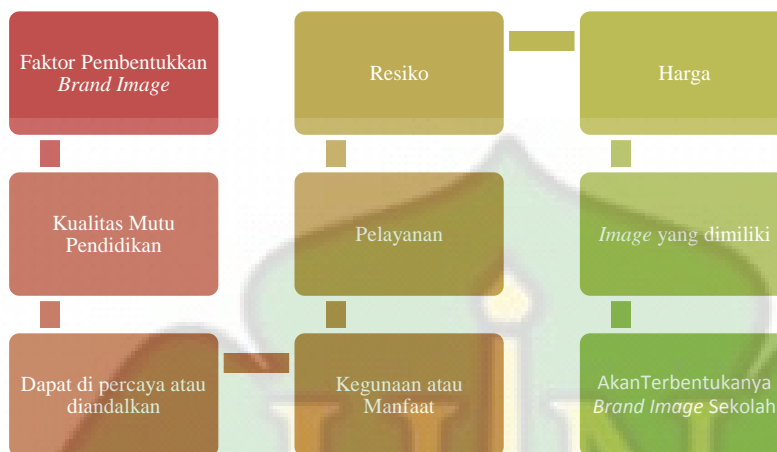 Faktor Pembentukkan
Brand Image
Kualitas Mutu
Pendidikan
Dapat di percaya atau
diandalkan
Kegunaan atau
Manfaat
Pelayanan
Resiko
Harga
Image yang dimiliki
AkanTerbentukanya
Brand Image Sekolah